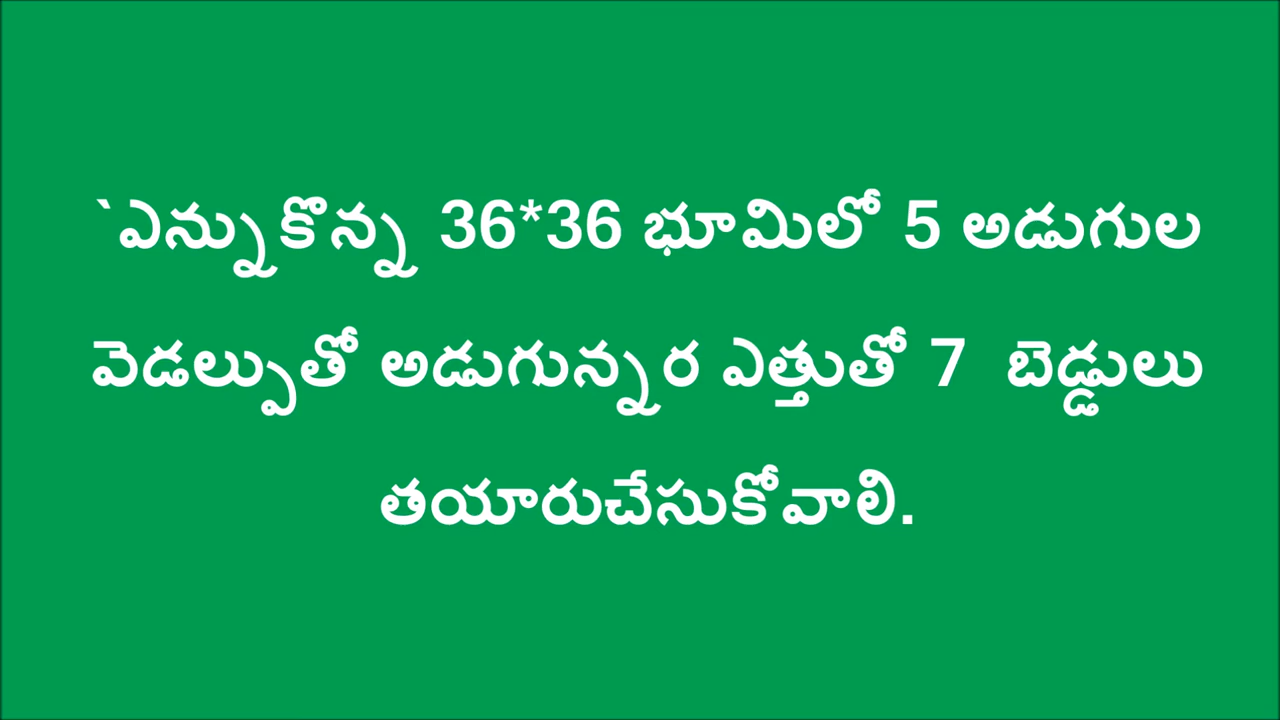 `ఎన్నుకొన్న 36*36 భూమిలో 5 అడుగుల
వెడల్పుతో అడుగున్నర ఎత్తుతో 7 బెడ్డులు
తయారుచేసుకోవాలి.